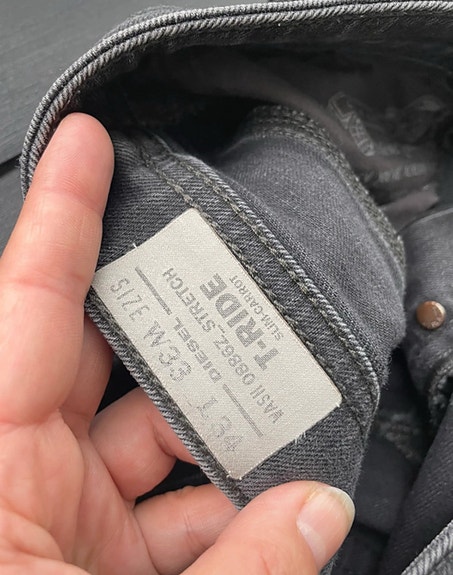 DIESEL
T-RIDE
SLIM-CARROT
WASH 0886Z_STRETCH
SIZE W33 L34